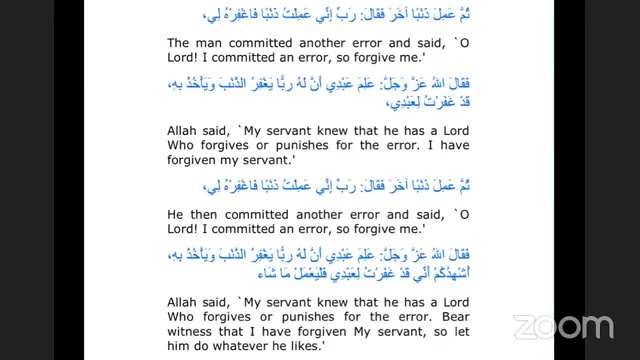 ثُمَّ عَمِلَ ذَنْبًا آخَرَ فَقَالَ: رَبِّ إِنِّي عَمِلْتُ ذَنْبًا فَاغْفِرْهُ لِي،
The man committed another error and said, `O
Lord! I committed an error, so forgive me.'
فَقَالَ اللهُ عَزَّ وَجَلَّ: عَلِمَ عَبْدِي أَنَّ لَهُ رَبًّا يَغْفِرُ الذَّنْبَ وَيَأْخُذُ بِهِ،
قَدْ غَفَرْتُ لِعَبْدِي،
Allah said, `My servant knew that he has a Lord
Who forgives or punishes for the error. I have
forgiven my servant.'
ثُمَّ عَمِلَ ذَنْبًا آخَرَ فَقَالَ: رَبِّ إِنِّي عَمِلْتُ ذَنْبًا فَاغْفِرْهُ لِي،
He then committed another error and said, `O
Lord! I committed an error, so forgive me.'
فَقَالَ اللهُ عَزَّ وَجَلَّ: عَلِمَ عَبْدِي أَنَّ لَهُ رَبًّا يَغْفِرُ الذَّنْبَ وَيَأْخُذُ بِهِ،
أُشْهِدُكُمْ أَنِّي قَدْ غَفَرْتُ لِعَبْدِي فَلْيَعْمَلْ مَا شَاء
Allah said, `My servant knew that he has a Lord
Who forgives or punishes for the error. Bear
witness that I have forgiven My servant, so let
him do whatever he likes.'
zoom